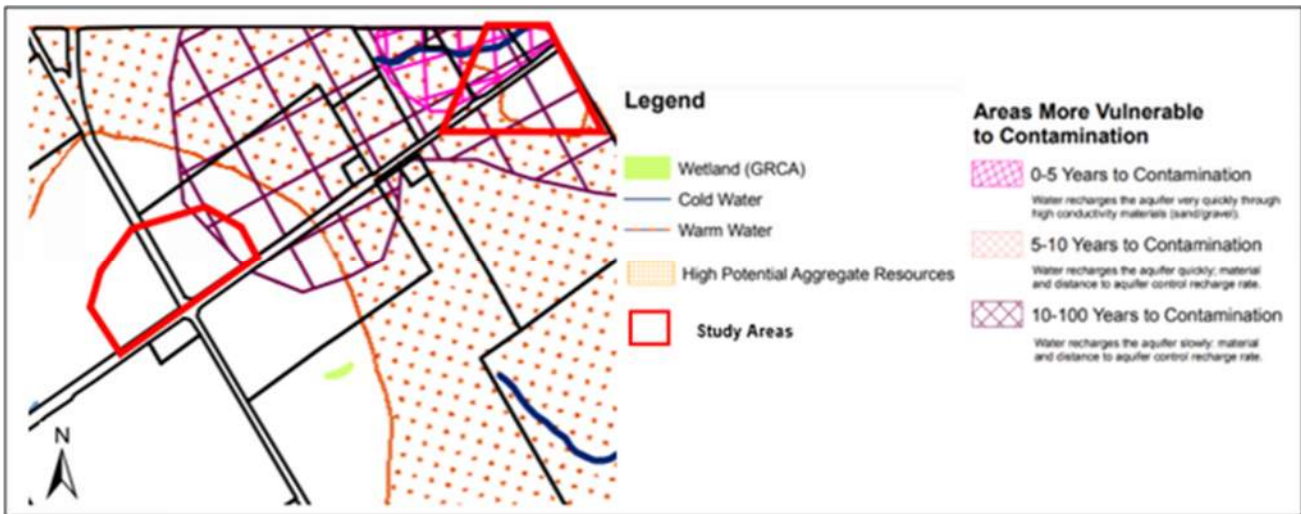 Legend
Wetland (GRCA)
Cold Water
Warm Water
High Potential Aggregate Resources
Study Areas
Areas More Vulnerable
to Contamination
0-5 Years to Contamination
Water recharges the aquifer very quickly through
high conductivity materials (sand/gravel).
5-10 Years to Contamination
Water recharges the aquifer quickly; material
and distance to aquifer control recharge rate.
10-100 Years to Contamination
Water recharges the aquifer slowly: material
and distance to aquifer control recharge rate.
N